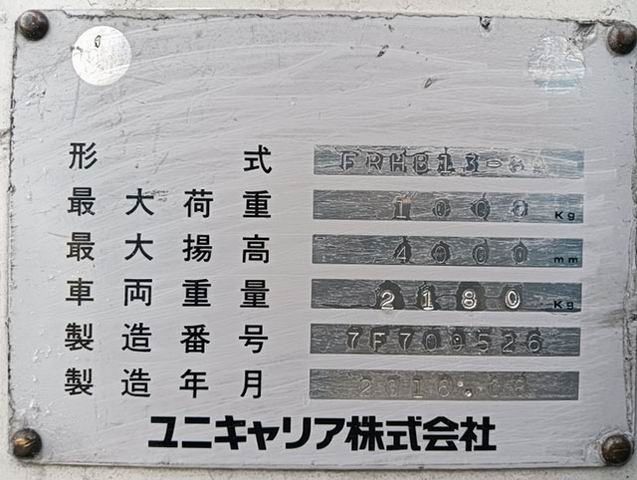 形式 FRHB13-
最大荷重 1000 Kg
最大揚高 4000 mm
車両重量 2180 Kg
製造番号 7F709526
製造年月 2016.
ユニキャリア株式会社